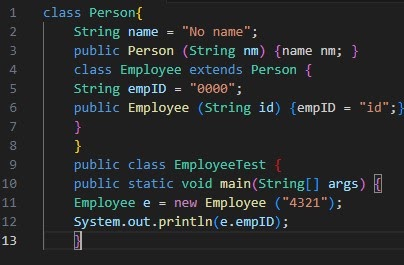 1 class Person{
2 String name = "No name";
3 public Person (String nm) {name nm; }
4 class Employee extends Person {
5 String empID = "0000";
6 public Employee (String id) {empID = "id";}
7 }
8 }
9 public class EmployeeTest {
10 public static void main(String[] args) {
11 Employee e = new Employee ("4321");
12 System.out.println(e.empID);
13 }